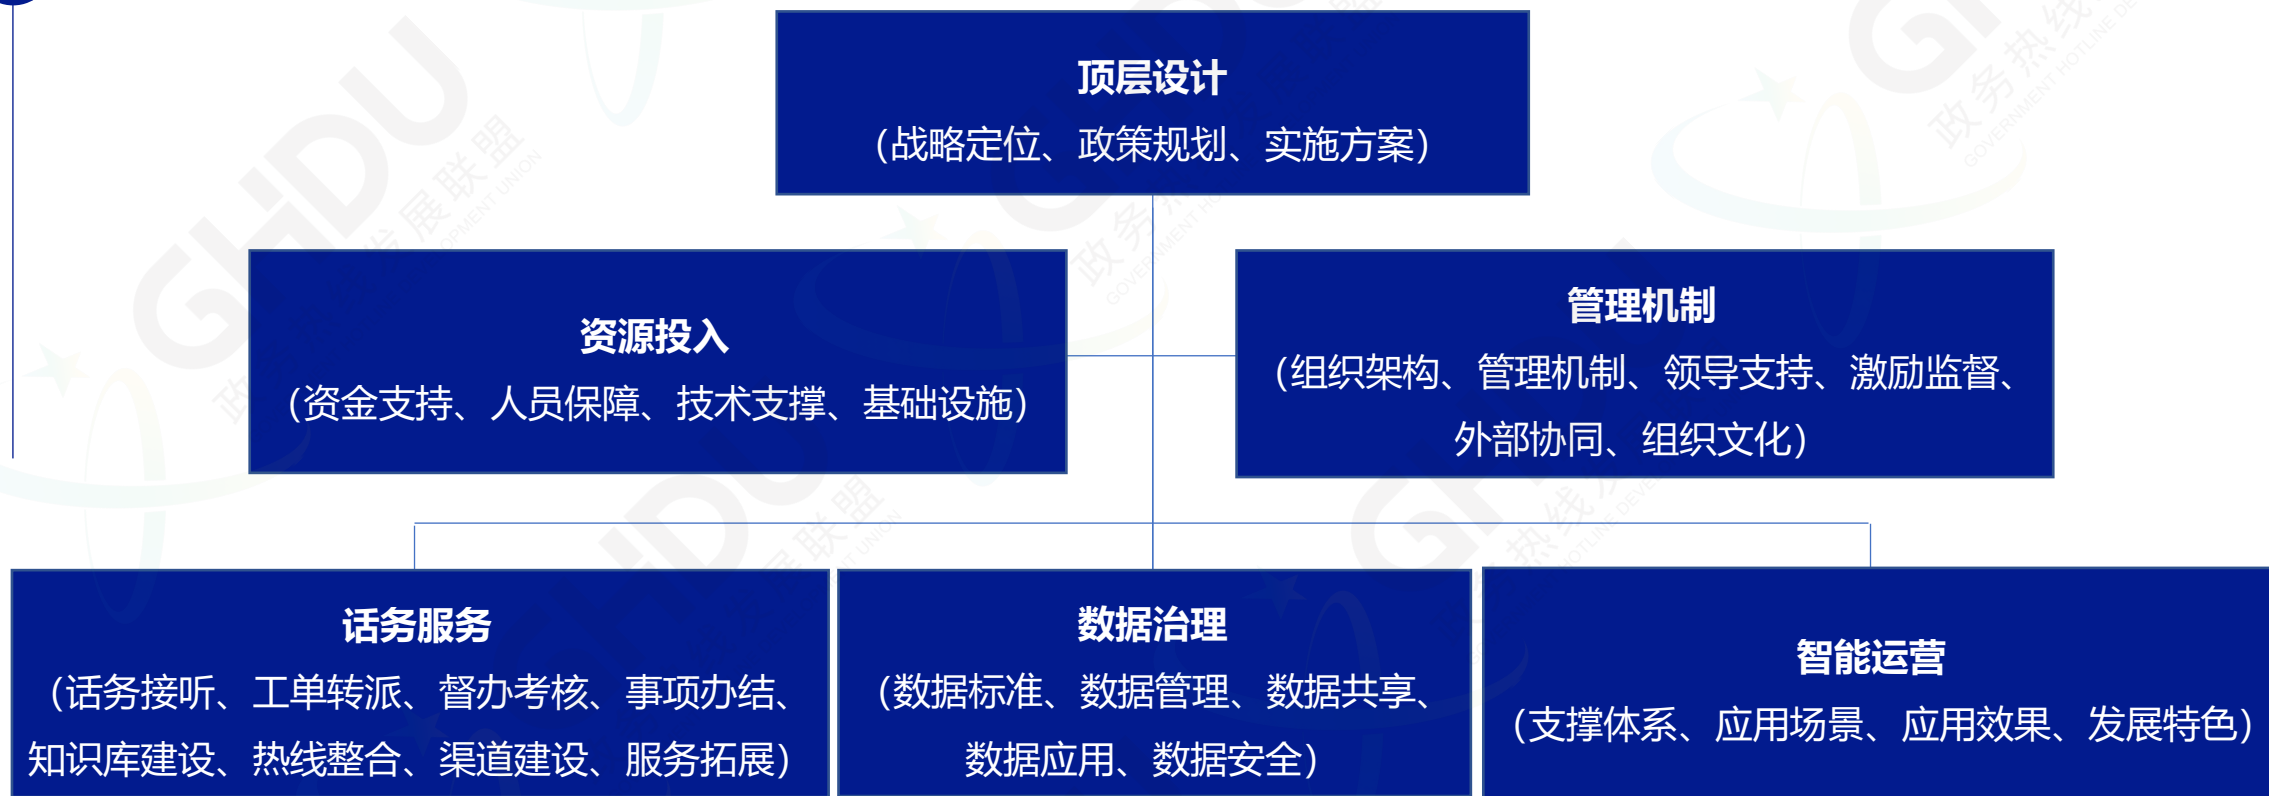 顶层设计
（战略定位、政策规划、实施方案）
资源投入
（资金支持、人员保障、技术支撑、基础设施）
管理机制
（组织架构、管理机制、领导支持、激励监督、
外部协同、组织文化）
话务服务
（话务接听、工单转派、督办考核、事项办结、
知识库建设、热线整合、渠道建设、服务拓展）
数据治理
（数据标准、数据管理、数据共享、
数据应用、数据安全）
智能运营
（支撑体系、应用场景、应用效果、发展特色）
GHDU